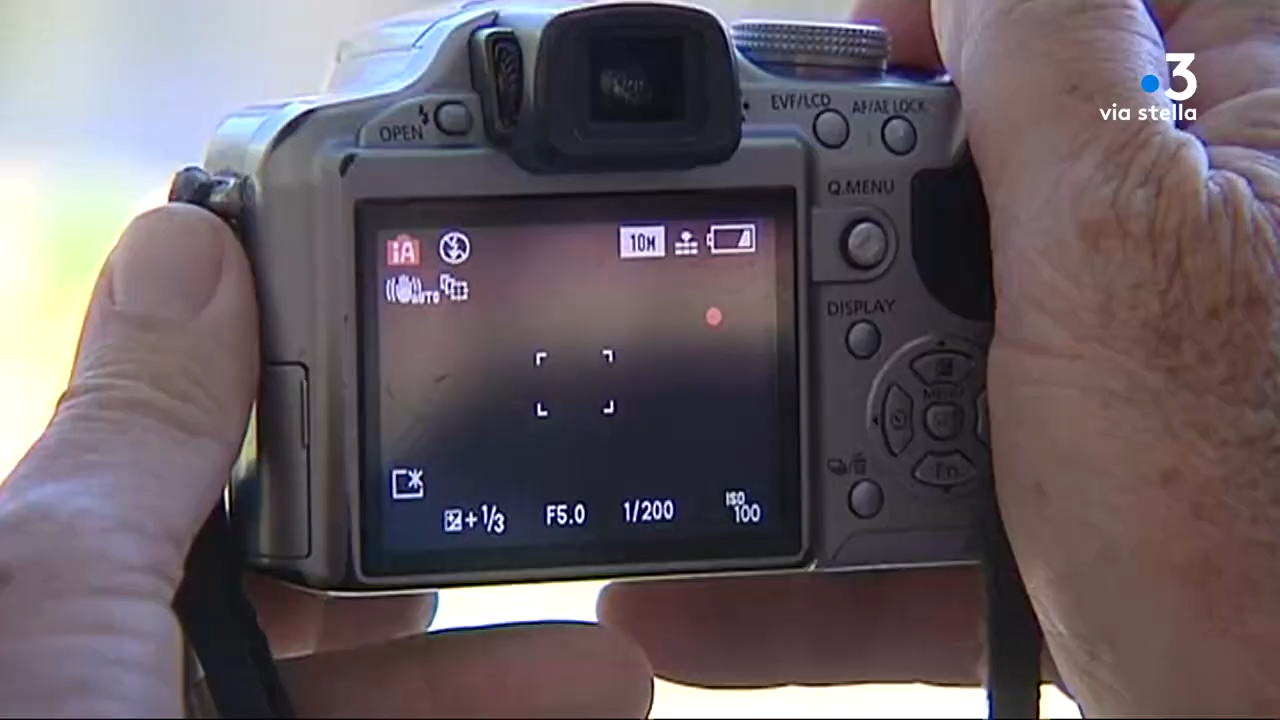 3
via stella
EVF/LCD AF/AE LOCK
OPEN
Q.MENU
iA
10M
AUTO
DISPLAY
MENU
Fn
+1/3 F5.0 1/200 ISO 100